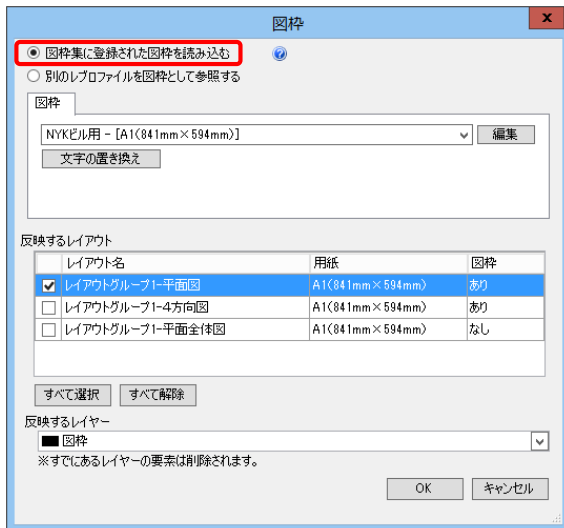 図枠
x
図枠集に登録された図枠を読み込む
別のレブロファイルを図枠として参照する
図枠
NYKビル用 - [A1(841mm×594mm)] 編集
文字の置き換え
反映するレイアウト
レイアウト名 用紙 図枠
レイアウトグループ1-平面図 A1(841mm×594mm) あり
レイアウトグループ1-4方向図 A1(841mm×594mm) あり
レイアウトグループ1-平面全体図 A1(841mm×594mm) なし
すべて選択 すべて解除
反映するレイヤー
図枠
※すでにあるレイヤーの要素は削除されます。
OK キャンセル